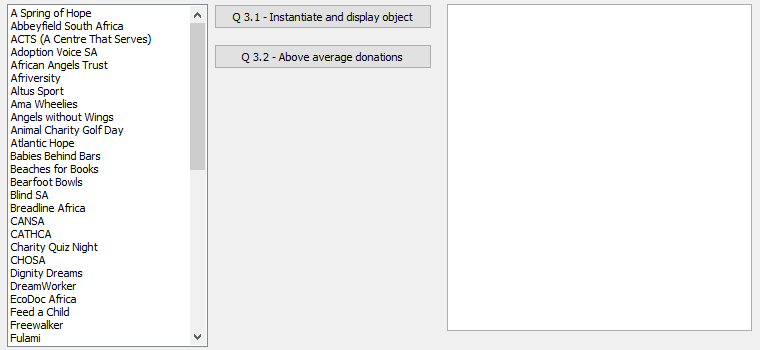 A Spring of Hope
Abbeyfield South Africa
ACTS (A Centre That Serves)
Adoption Voice SA
African Angels Trust
Afriversity
Altus Sport
Ama Wheelies
Angels without Wings
Animal Charity Golf Day
Atlantic Hope
Babies Behind Bars
Beaches for Books
Bearfoot Bowls
Blind SA
Breadline Africa
CANSA
CATHCA
Charity Quiz Night
CHOSA
Dignity Dreams
DreamWorker
EcoDoc Africa
Feed a Child
Freewalker
Fulami
Q 3.1 - Instantiate and display object
Q 3.2 - Above average donations